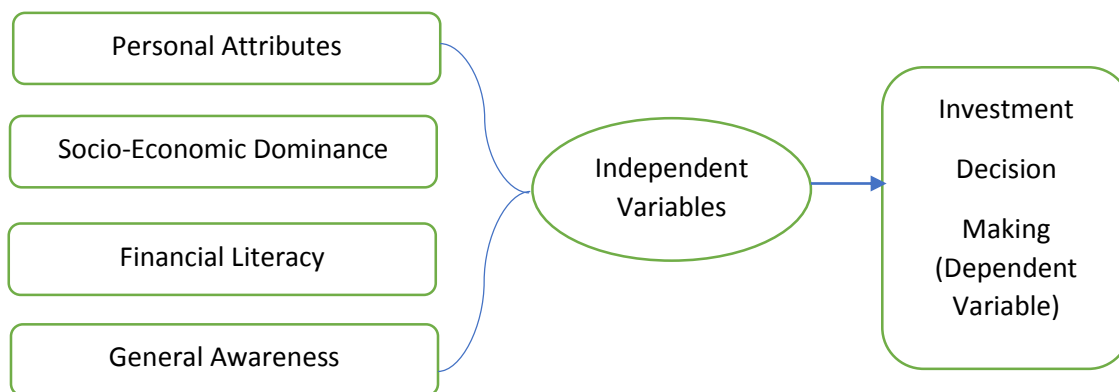 Personal Attributes
Socio-Economic Dominance
Financial Literacy
General Awareness
Independent
Variables
Investment
Decision
Making
(Dependent
Variable)